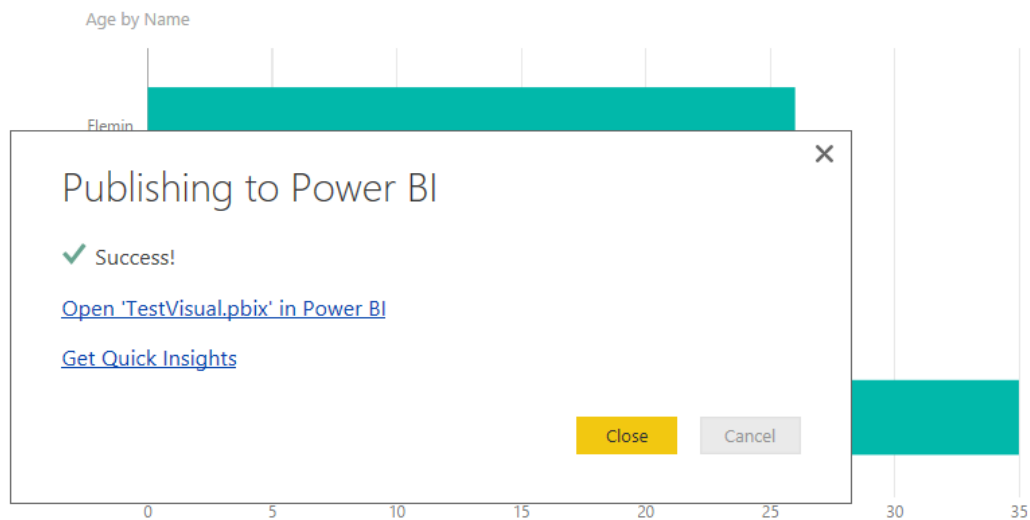 Age by Name
Flemin
Publishing to Power BI
Success!
Open 'TestVisual.pbix' in Power BI
Get Quick Insights
Close
Cancel
0 5 10 15 20 25 30 35